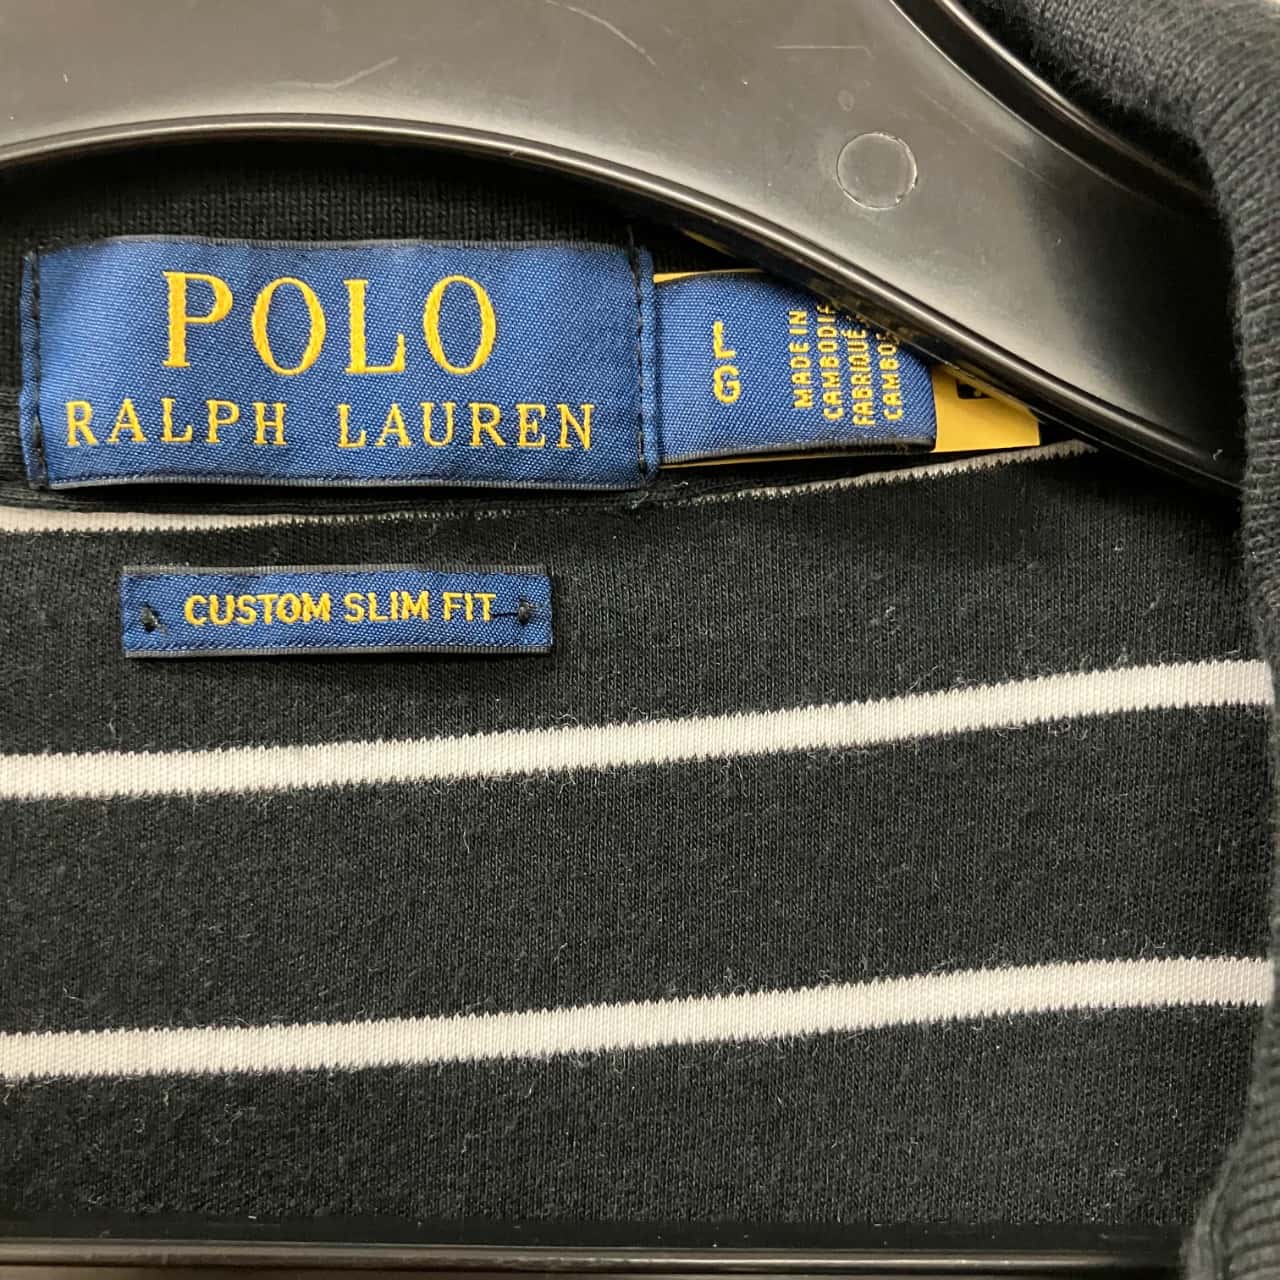 POLO
RALPH LAUREN
L
G
MADE IN
CUSTOM SLIM FIT